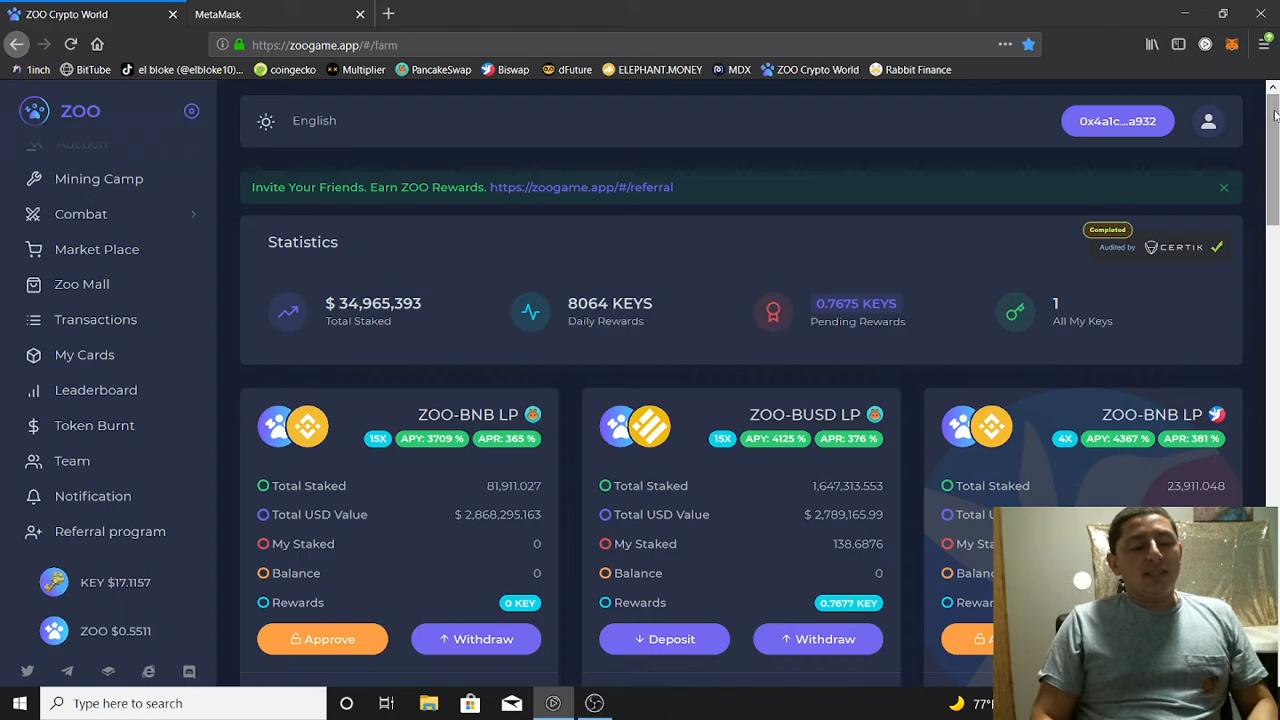 ZOO Crypto World
MetaMask
https://zoogame.app/#/farm
1inch
BitTube
el bloke (@elbloke10)...
coingecko
Multiplier
PancakeSwap
Biswap
dFuture
ELEPHANT.MONEY
MDX
ZOO Crypto World
Rabbit Finance
ZOO
Auction
Mining Camp
Combat
Market Place
Zoo Mall
Transactions
My Cards
Leaderboard
Token Burnt
Team
Notification
Referral program
KEY $17.1157
ZOO $0.5511
English
0x4a1c...a932
Invite Your Friends. Earn ZOO Rewards. https://zoogame.app/#/referral
Statistics
Completed
Audited by CERTIK
$ 34,965,393
Total Staked
8064 KEYS
Daily Rewards
0.7675 KEYS
Pending Rewards
1
All My Keys
ZOO-BNB LP
15X APY: 3709 % APR: 365 %
Total Staked 81,911.027
Total USD Value $ 2,868,295.163
My Staked 0
Balance 0
Rewards 0 KEY
Approve Withdraw
ZOO-BUSD LP
15X APY: 4125 % APR: 376 %
Total Staked 1,647,313.553
Total USD Value $ 2,789,165.99
My Staked 138.6876
Balance 0
Rewards 0.7677 KEY
Deposit Withdraw
ZOO-BNB LP
4X APY: 4367 % APR: 381 %
Total Staked 23,911.048
Type here to search
77°